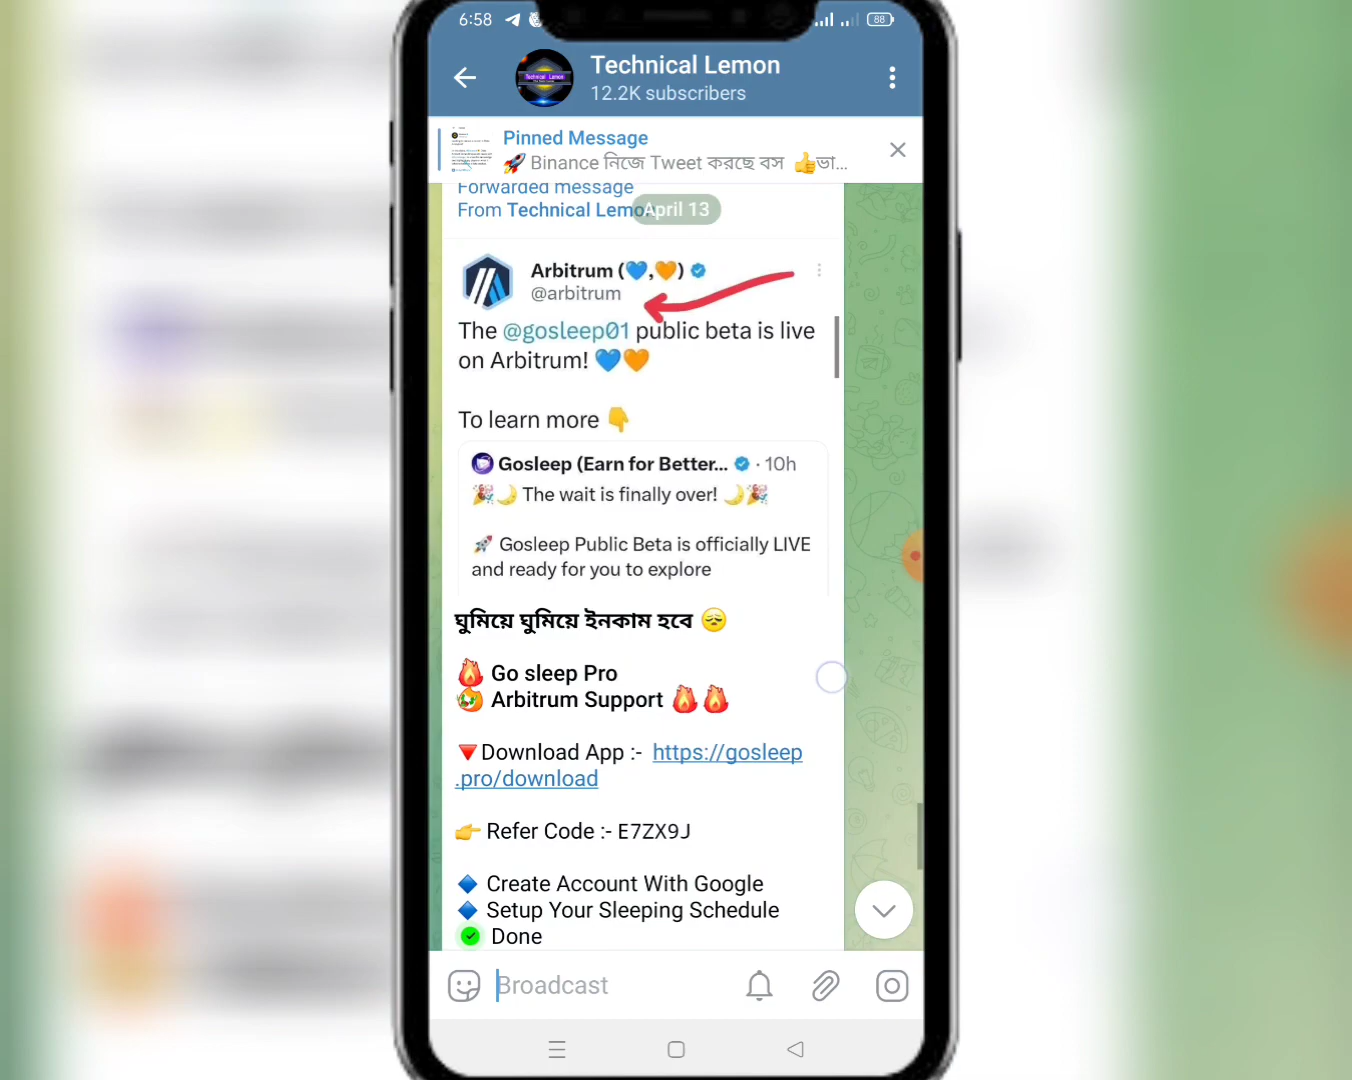 6:58
88
Technical Lemon
12.2K subscribers
Pinned Message
🚀 Binance নিজে Tweet করছে বস 👍ভা...
Forwarded message
From Technical Lemo
April 13
Arbitrum (💙,🧡)
@arbitrum
The @gosleep01 public beta is live
on Arbitrum! 💙🧡
To learn more 👇
Gosleep (Earn for Better... · 10h
🎉🌙 The wait is finally over! 🌙🎉
🚀 Gosleep Public Beta is officially LIVE
and ready for you to explore
ঘুমিয়ে ঘুমিয়ে ইনকাম হবে 😴
🔥 Go sleep Pro
Arbitrum Support 🔥🔥
🔻Download App :- https://gosleep
.pro/download
👉 Refer Code :- E7ZX9J
🔷 Create Account With Google
🔷 Setup Your Sleeping Schedule
Done
Broadcast